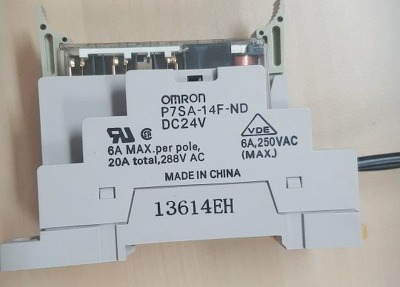 OMRON
P7SA-14F-ND
DC24V
6A MAX.per pole,
20A total,288V AC
VDE
6A,250VAC
(MAX.)
MADE IN CHINA
13614EH